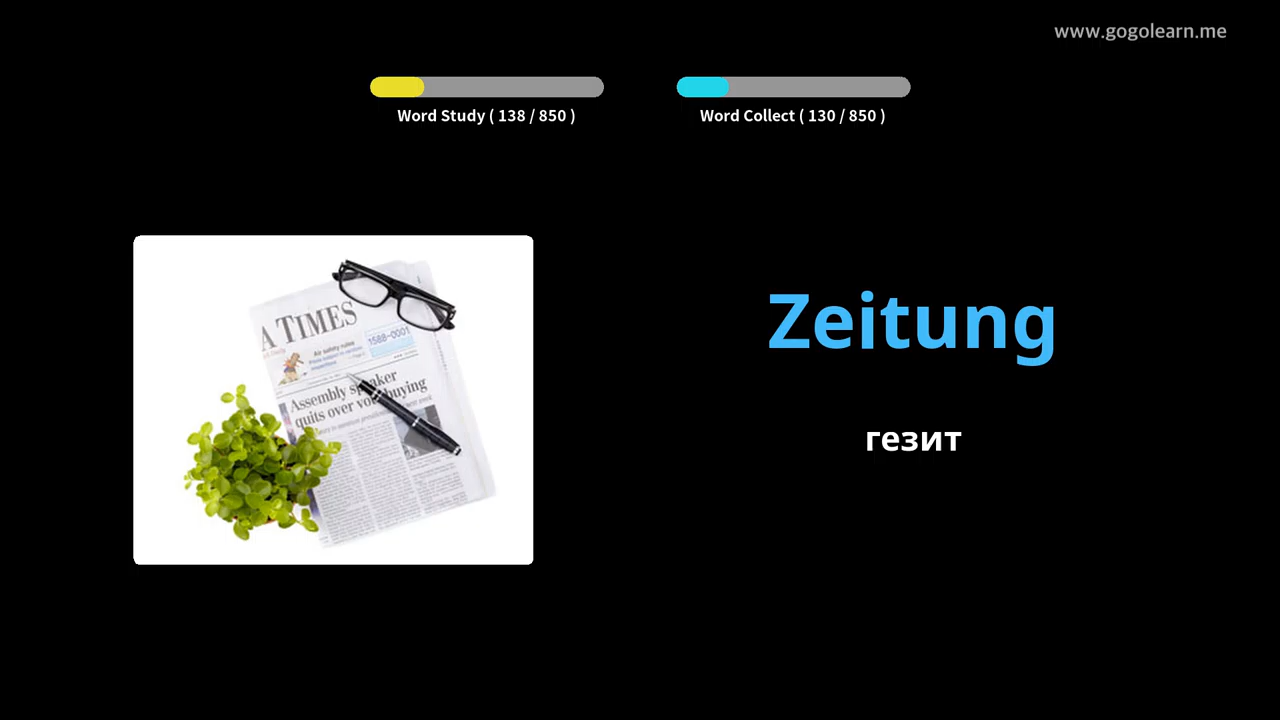 www.gogolearn.me
Word Study ( 138 / 850 )
Word Collect ( 130 / 850 )
A TIMES
1588-0001
Air safety rules
Assembly speaker
quits over vote buying
Zeitung
гезит